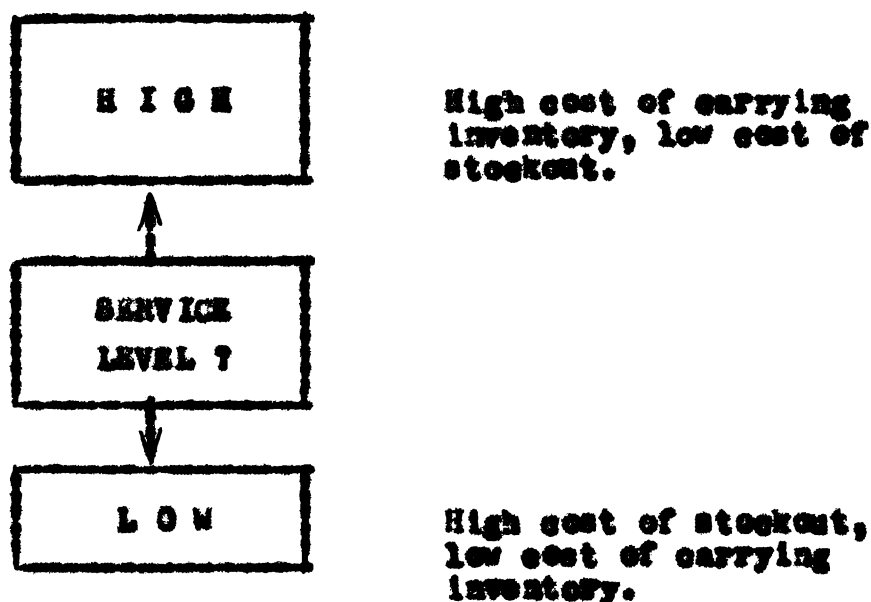 H I G H
High cost of carrying
inventory, low cost of
stockout.
SERVICE
LEVEL ?
L O W
High cost of stockout,
low cost of carrying
inventory.